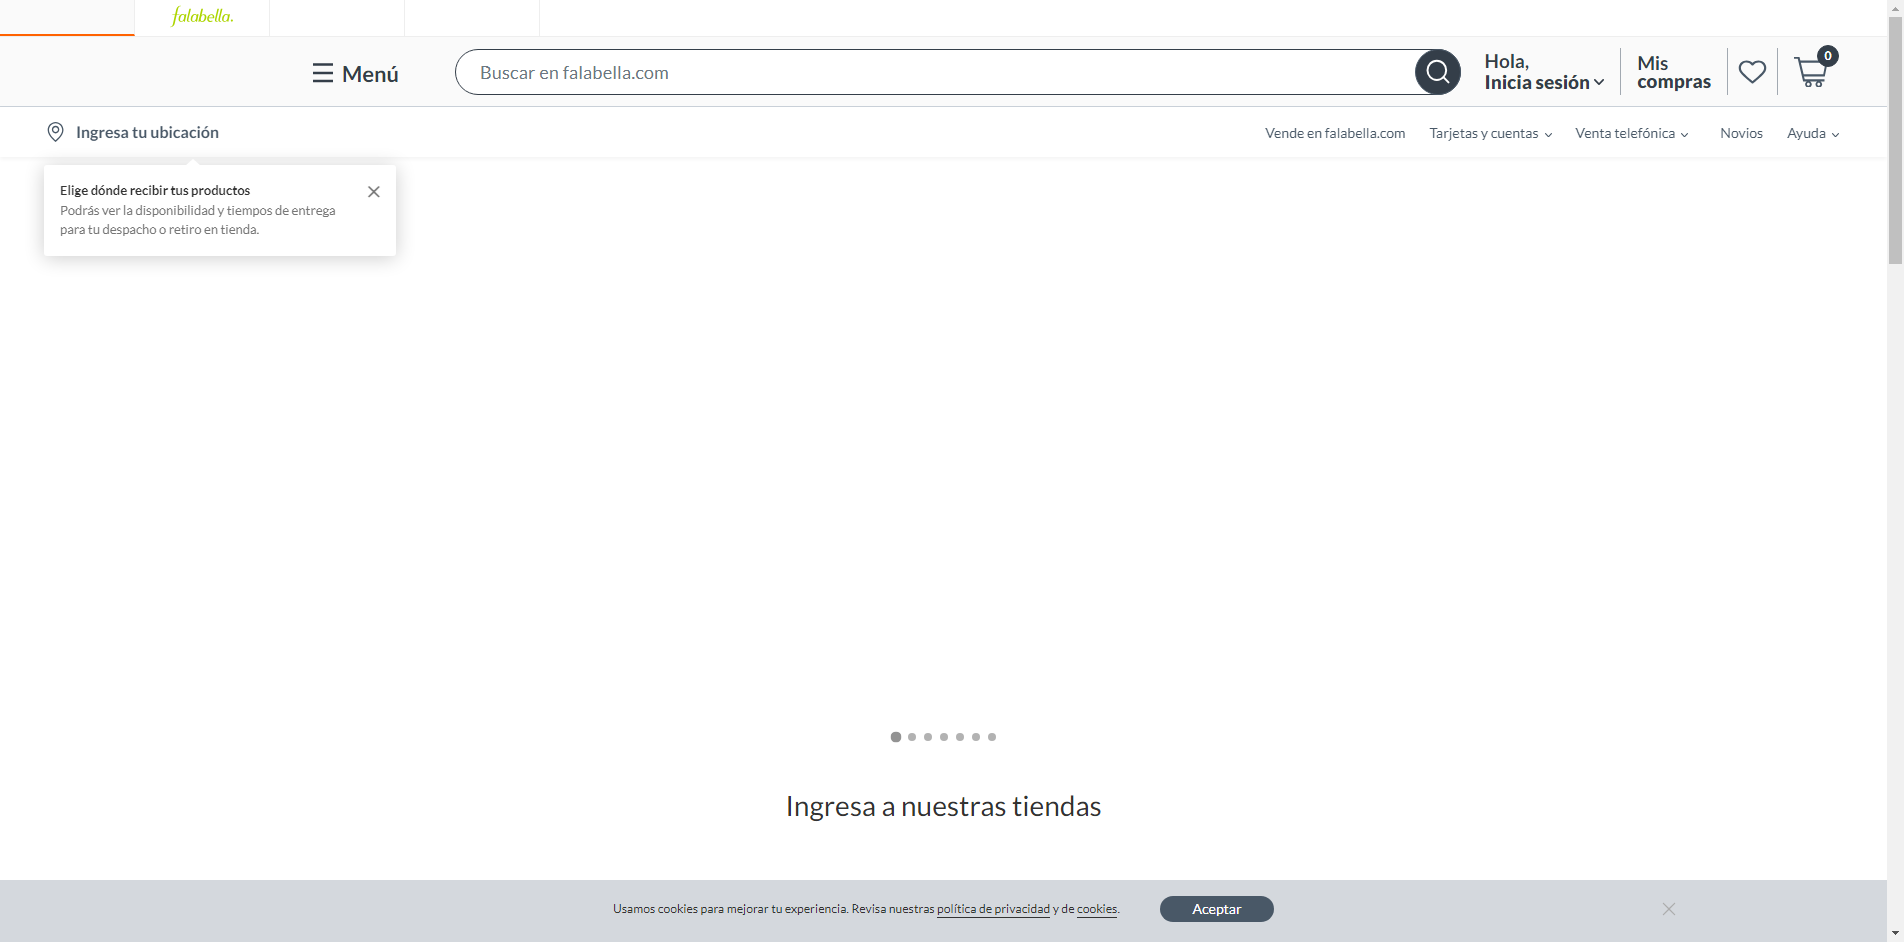 falabella.
Menú
Buscar en falabella.com
Hola,
Inicia sesión
Mis
compras
0
Ingresa tu ubicación
Vende en falabella.com
Tarjetas y cuentas
Venta telefónica
Novios
Ayuda
Elige dónde recibir tus productos
Podrás ver la disponibilidad y tiempos de entrega
para tu despacho o retiro en tienda.
Ingresa a nuestras tiendas
Usamos cookies para mejorar tu experiencia. Revisa nuestras política de privacidad y de cookies.
Aceptar